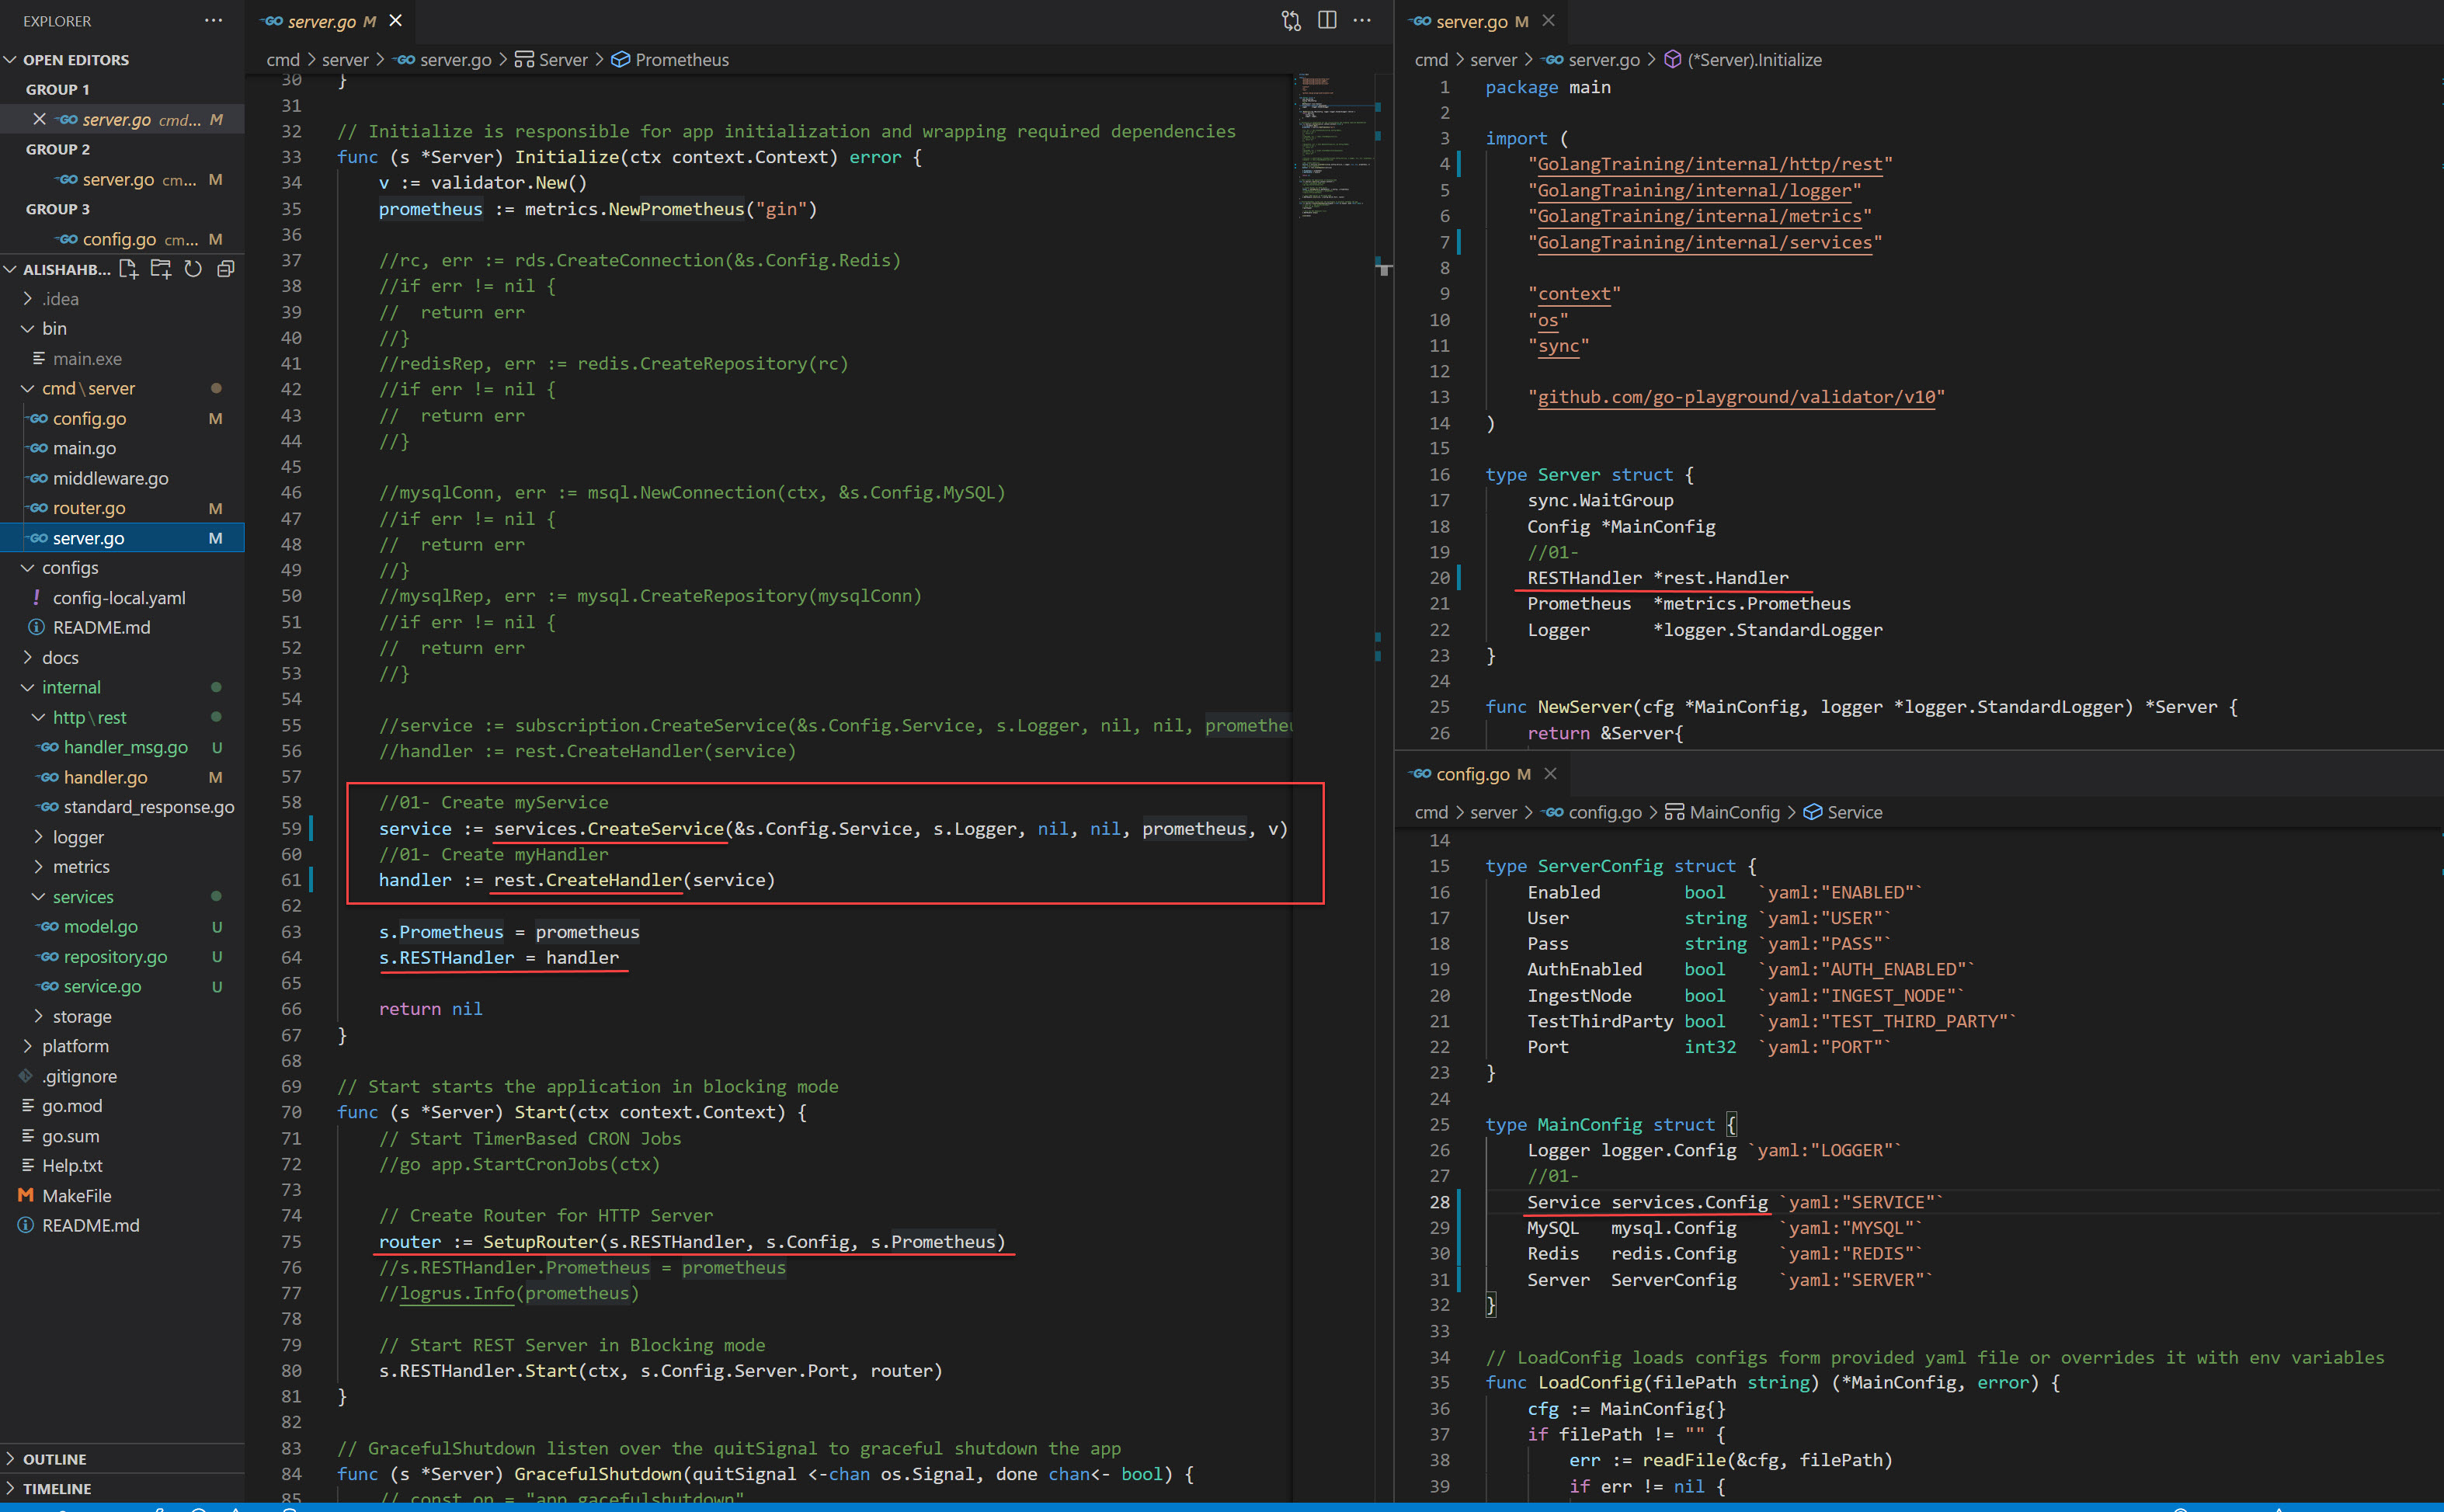 EXPLORER
OPEN EDITORS
GROUP 1
server.go cmd... M
GROUP 2
server.go cm... M
GROUP 3
config.go cm... M
ALISHAHB...
.idea
bin
main.exe
cmd\server
config.go M
main.go
middleware.go
router.go M
server.go M
configs
config-local.yaml
README.md
docs
internal
http\rest
handler_msg.go U
handler.go M
standard_response.go
logger
metrics
services
model.go U
repository.go U
service.go U
storage
platform
.gitignore
go.mod
go.sum
Help.txt
MakeFile
README.md
OUTLINE
TIMELINE
server.go M
cmd > server > server.go > Server > Prometheus
30 }
31
32 // Initialize is responsible for app initialization and wrapping required dependencies
33 func (s *Server) Initialize(ctx context.Context) error {
34 v := validator.New()
35 prometheus := metrics.NewPrometheus("gin")
36
37 //rc, err := rds.CreateConnection(&s.Config.Redis)
38 //if err != nil {
39 // return err
40 //}
41 //redisRep, err := redis.CreateRepository(rc)
42 //if err != nil {
43 // return err
44 //}
45
46 //mysqlConn, err := msql.NewConnection(ctx, &s.Config.MySQL)
47 //if err != nil {
48 // return err
49 //}
50 //mysqlRep, err := mysql.CreateRepository(mysqlConn)
51 //if err != nil {
52 // return err
53 //}
54
55 //service := subscription.CreateService(&s.Config.Service, s.Logger, nil, nil, prometheu
56 //handler := rest.CreateHandler(service)
57
58 //01- Create myService
59 service := services.CreateService(&s.Config.Service, s.Logger, nil, nil, prometheus, v)
60 //01- Create myHandler
61 handler := rest.CreateHandler(service)
62
63 s.Prometheus = prometheus
64 s.RESTHandler = handler
65
66 return nil
67 }
68
69 // Start starts the application in blocking mode
70 func (s *Server) Start(ctx context.Context) {
71 // Start TimerBased CRON Jobs
72 //go app.StartCronJobs(ctx)
73
74 // Create Router for HTTP Server
75 router := SetupRouter(s.RESTHandler, s.Config, s.Prometheus)
76 //s.RESTHandler.Prometheus = prometheus
77 //logrus.Info(prometheus)
78
79 // Start REST Server in Blocking mode
80 s.RESTHandler.Start(ctx, s.Config.Server.Port, router)
81 }
82
83 // GracefulShutdown listen over the quitSignal to graceful shutdown the app
84 func (s *Server) GracefulShutdown(quitSignal <-chan os.Signal, done chan<- bool) {
85 // const op = "app.gacefulshutdown"
server.go M
cmd > server > server.go > (*Server).Initialize
1 package main
2
3 import (
4 "GolangTraining/internal/http/rest"
5 "GolangTraining/internal/logger"
6 "GolangTraining/internal/metrics"
7 "GolangTraining/internal/services"
8
9 "context"
10 "os"
11 "sync"
12
13 "github.com/go-playground/validator/v10"
14 )
15
16 type Server struct {
17 sync.WaitGroup
18 Config *MainConfig
19 //01-
20 RESTHandler *rest.Handler
21 Prometheus *metrics.Prometheus
22 Logger *logger.StandardLogger
23 }
24
25 func NewServer(cfg *MainConfig, logger *logger.StandardLogger) *Server {
26 return &Server{
config.go M
cmd > server > config.go > MainConfig > Service
14
15 type ServerConfig struct {
16 Enabled bool `yaml:"ENABLED"`
17 User string `yaml:"USER"`
18 Pass string `yaml:"PASS"`
19 AuthEnabled bool `yaml:"AUTH_ENABLED"`
20 IngestNode bool `yaml:"INGEST_NODE"`
21 TestThirdParty bool `yaml:"TEST_THIRD_PARTY"`
22 Port int32 `yaml:"PORT"`
23 }
24
25 type MainConfig struct {
26 Logger logger.Config `yaml:"LOGGER"`
27 //01-
28 Service services.Config `yaml:"SERVICE"`
29 MySQL mysql.Config `yaml:"MYSQL"`
30 Redis redis.Config `yaml:"REDIS"`
31 Server ServerConfig `yaml:"SERVER"`
32 }
33
34 // LoadConfig loads configs form provided yaml file or overrides it with env variables
35 func LoadConfig(filePath string) (*MainConfig, error) {
36 cfg := MainConfig{}
37 if filePath != "" {
38 err := readFile(&cfg, filePath)
39 if err != nil {